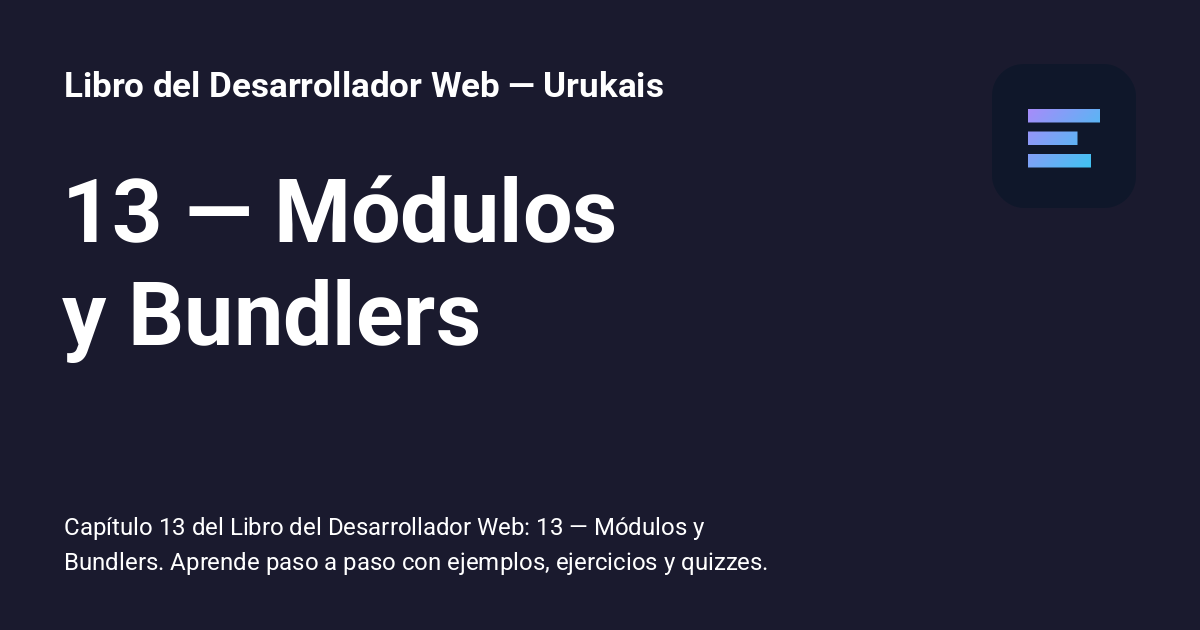 Libro del Desarrollador Web — Urukais
13 — Módulos
y Bundlers
Capítulo 13 del Libro del Desarrollador Web: 13 — Módulos y
Bundlers. Aprende paso a paso con ejemplos, ejercicios y quizzes.